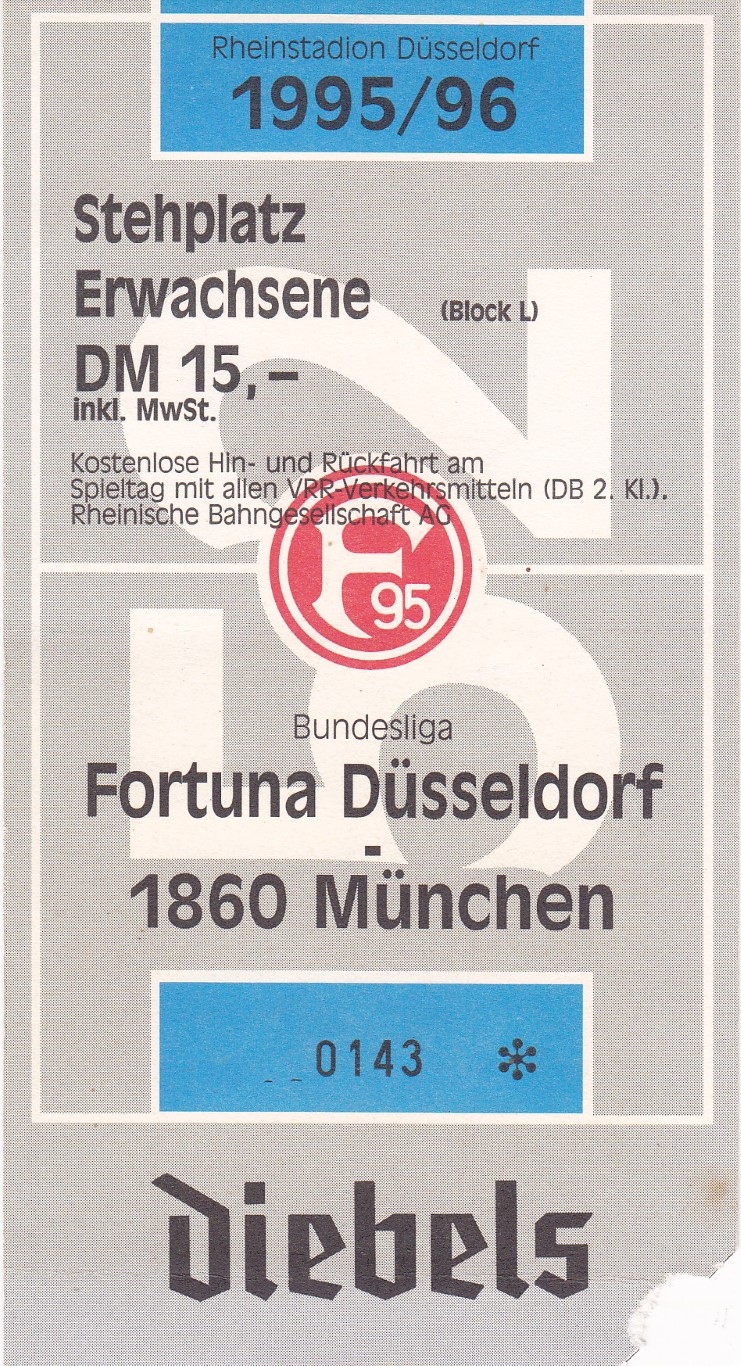 Rheinstadion Düsseldorf
1995/96
Stehplatz
Erwachsene (Block L)
DM 15,–
inkl. MwSt.
Kostenlose Hin- und Rückfahrt am
Spieltag mit allen VRR-Verkehrsmitteln (DB 2. Kl.).
Rheinische Bahngesellschaft AG
F 95
Bundesliga
Fortuna Düsseldorf
-
1860 München
0143 *
diebels